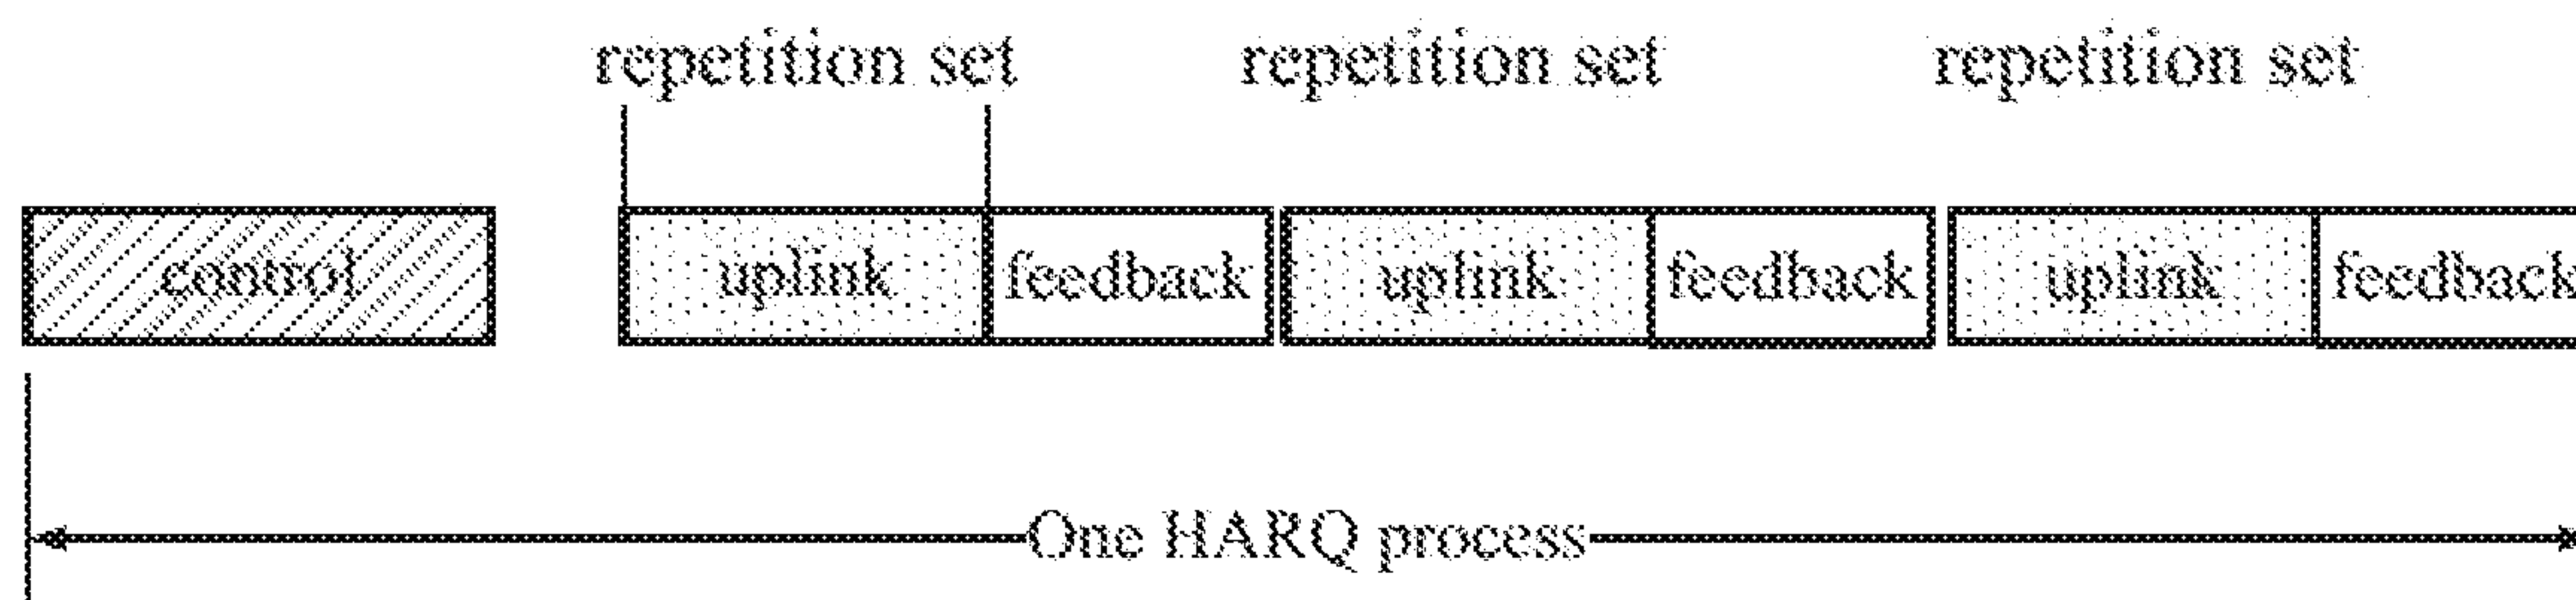 repetition set repetition set repetition set
control uplink feedback uplink feedback uplink feedback
One HARQ process